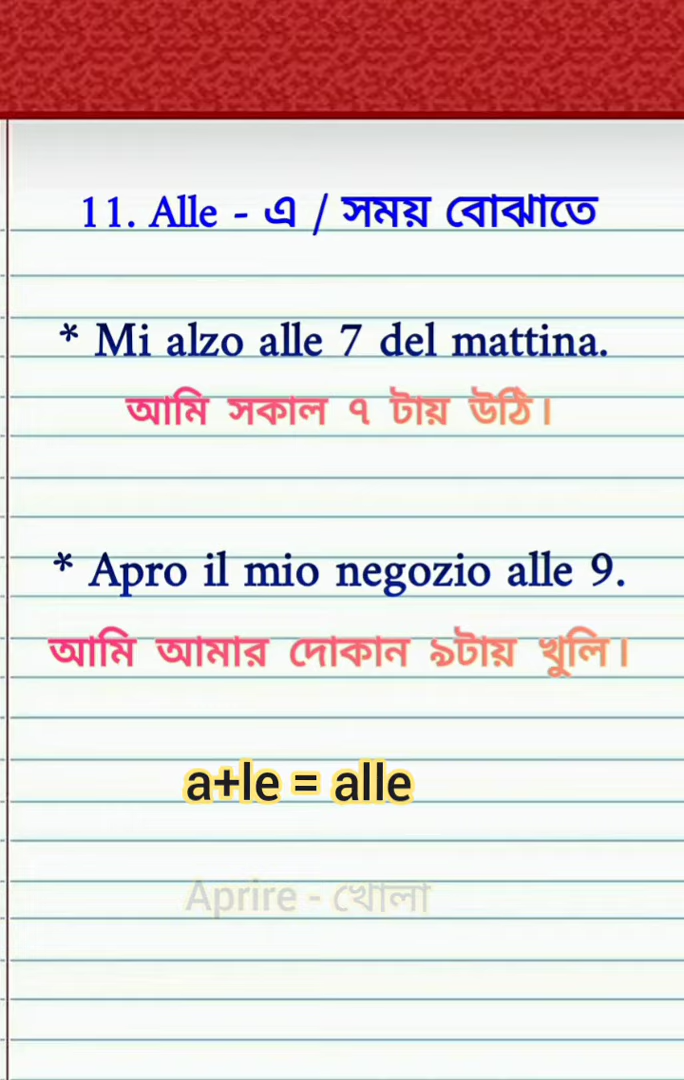 11. Alle - এ / সময় বোঝাতে
* Mi alzo alle 7 del mattina.
আমি সকাল ৭ টায় উঠি।
* Apro il mio negozio alle 9.
আমি আমার দোকান ৯টায় খুলি।
a+le = alle
Aprire - খোলা